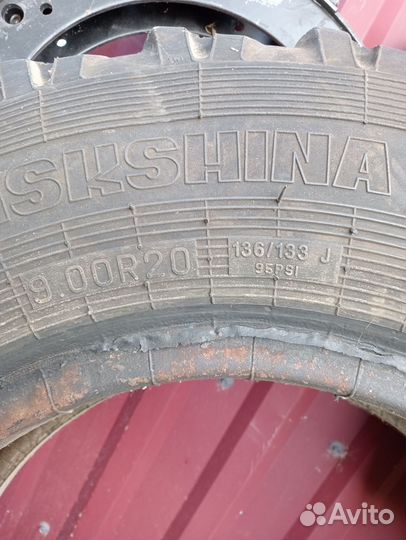 SKSHINA
9.00R20
136/133 J
95PSI
Avito